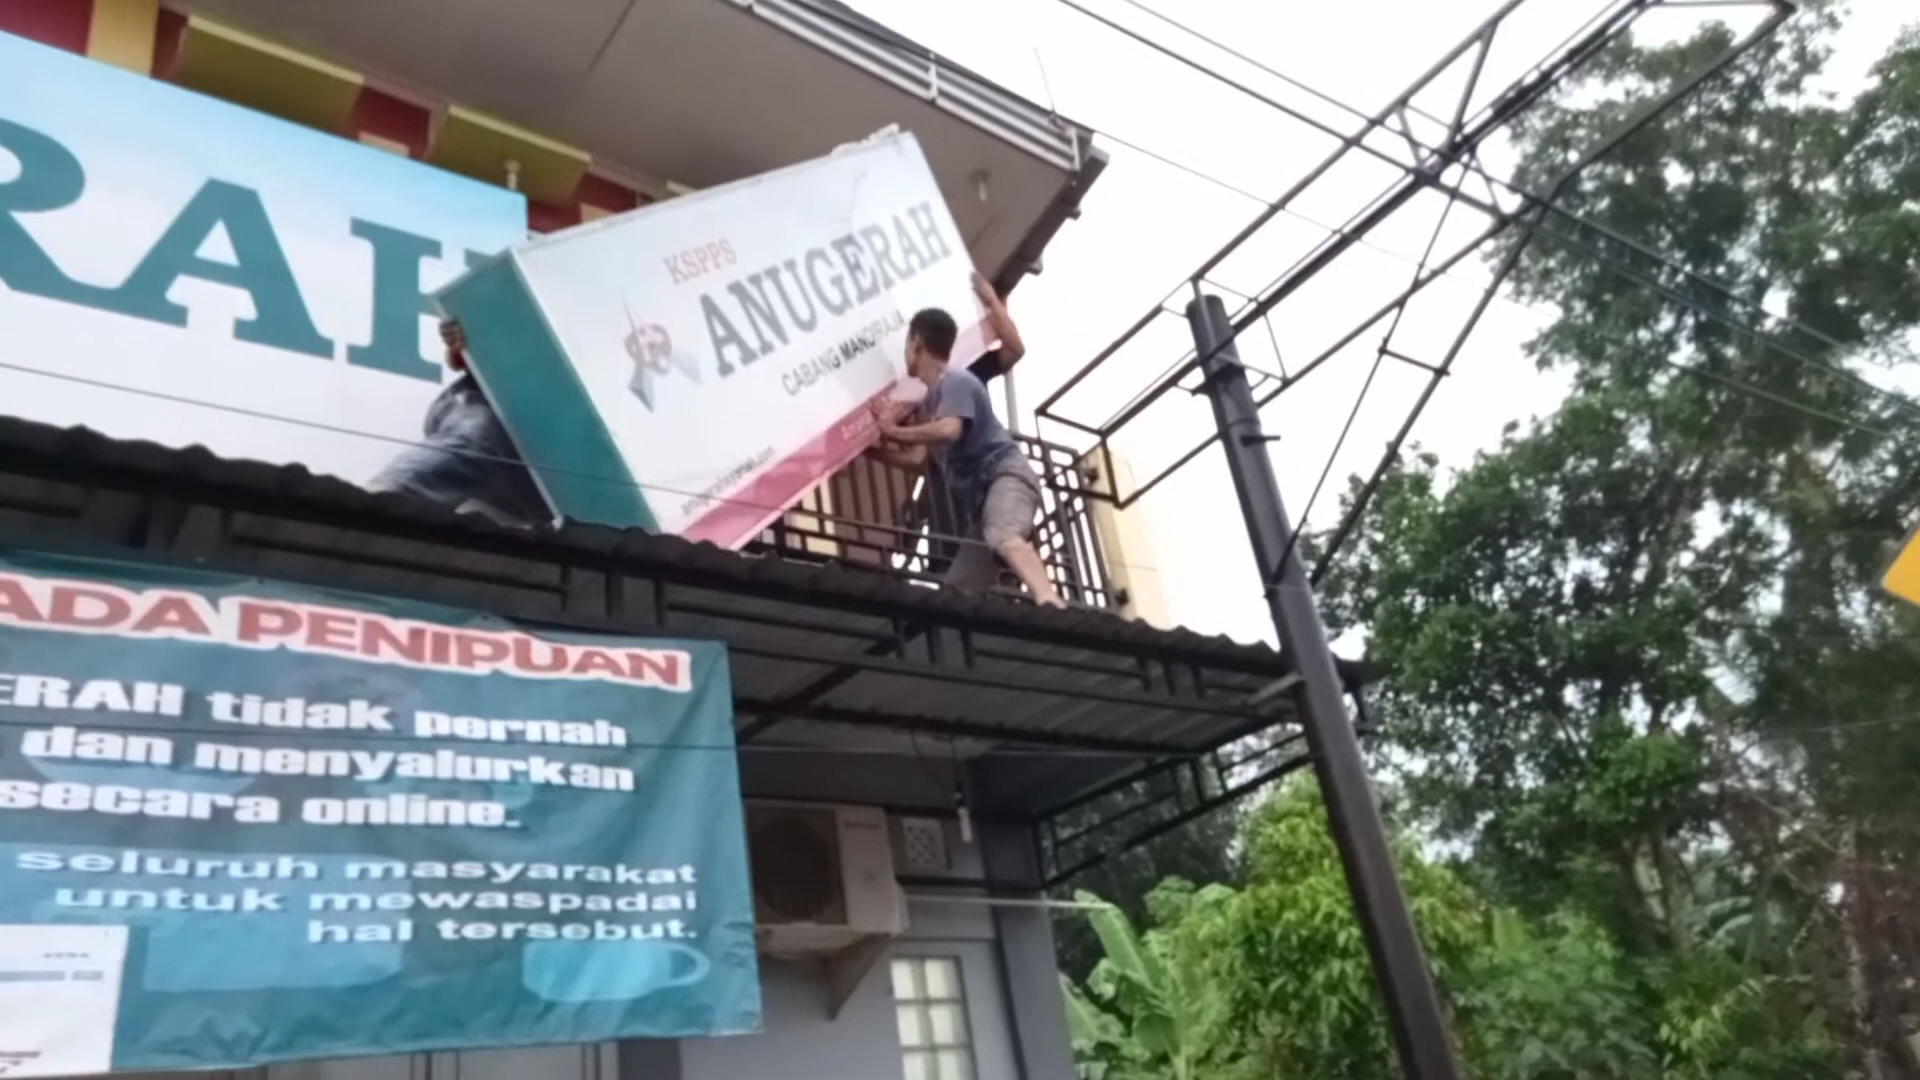 RAH
KSPPS
ANUGERAH
CABANG MANDIRAJA
ADA PENIPUAN
ERAH tidak pernah
dan menyalurkan
secara online.
seluruh masyarakat
untuk mewaspadai
hal tersebut.